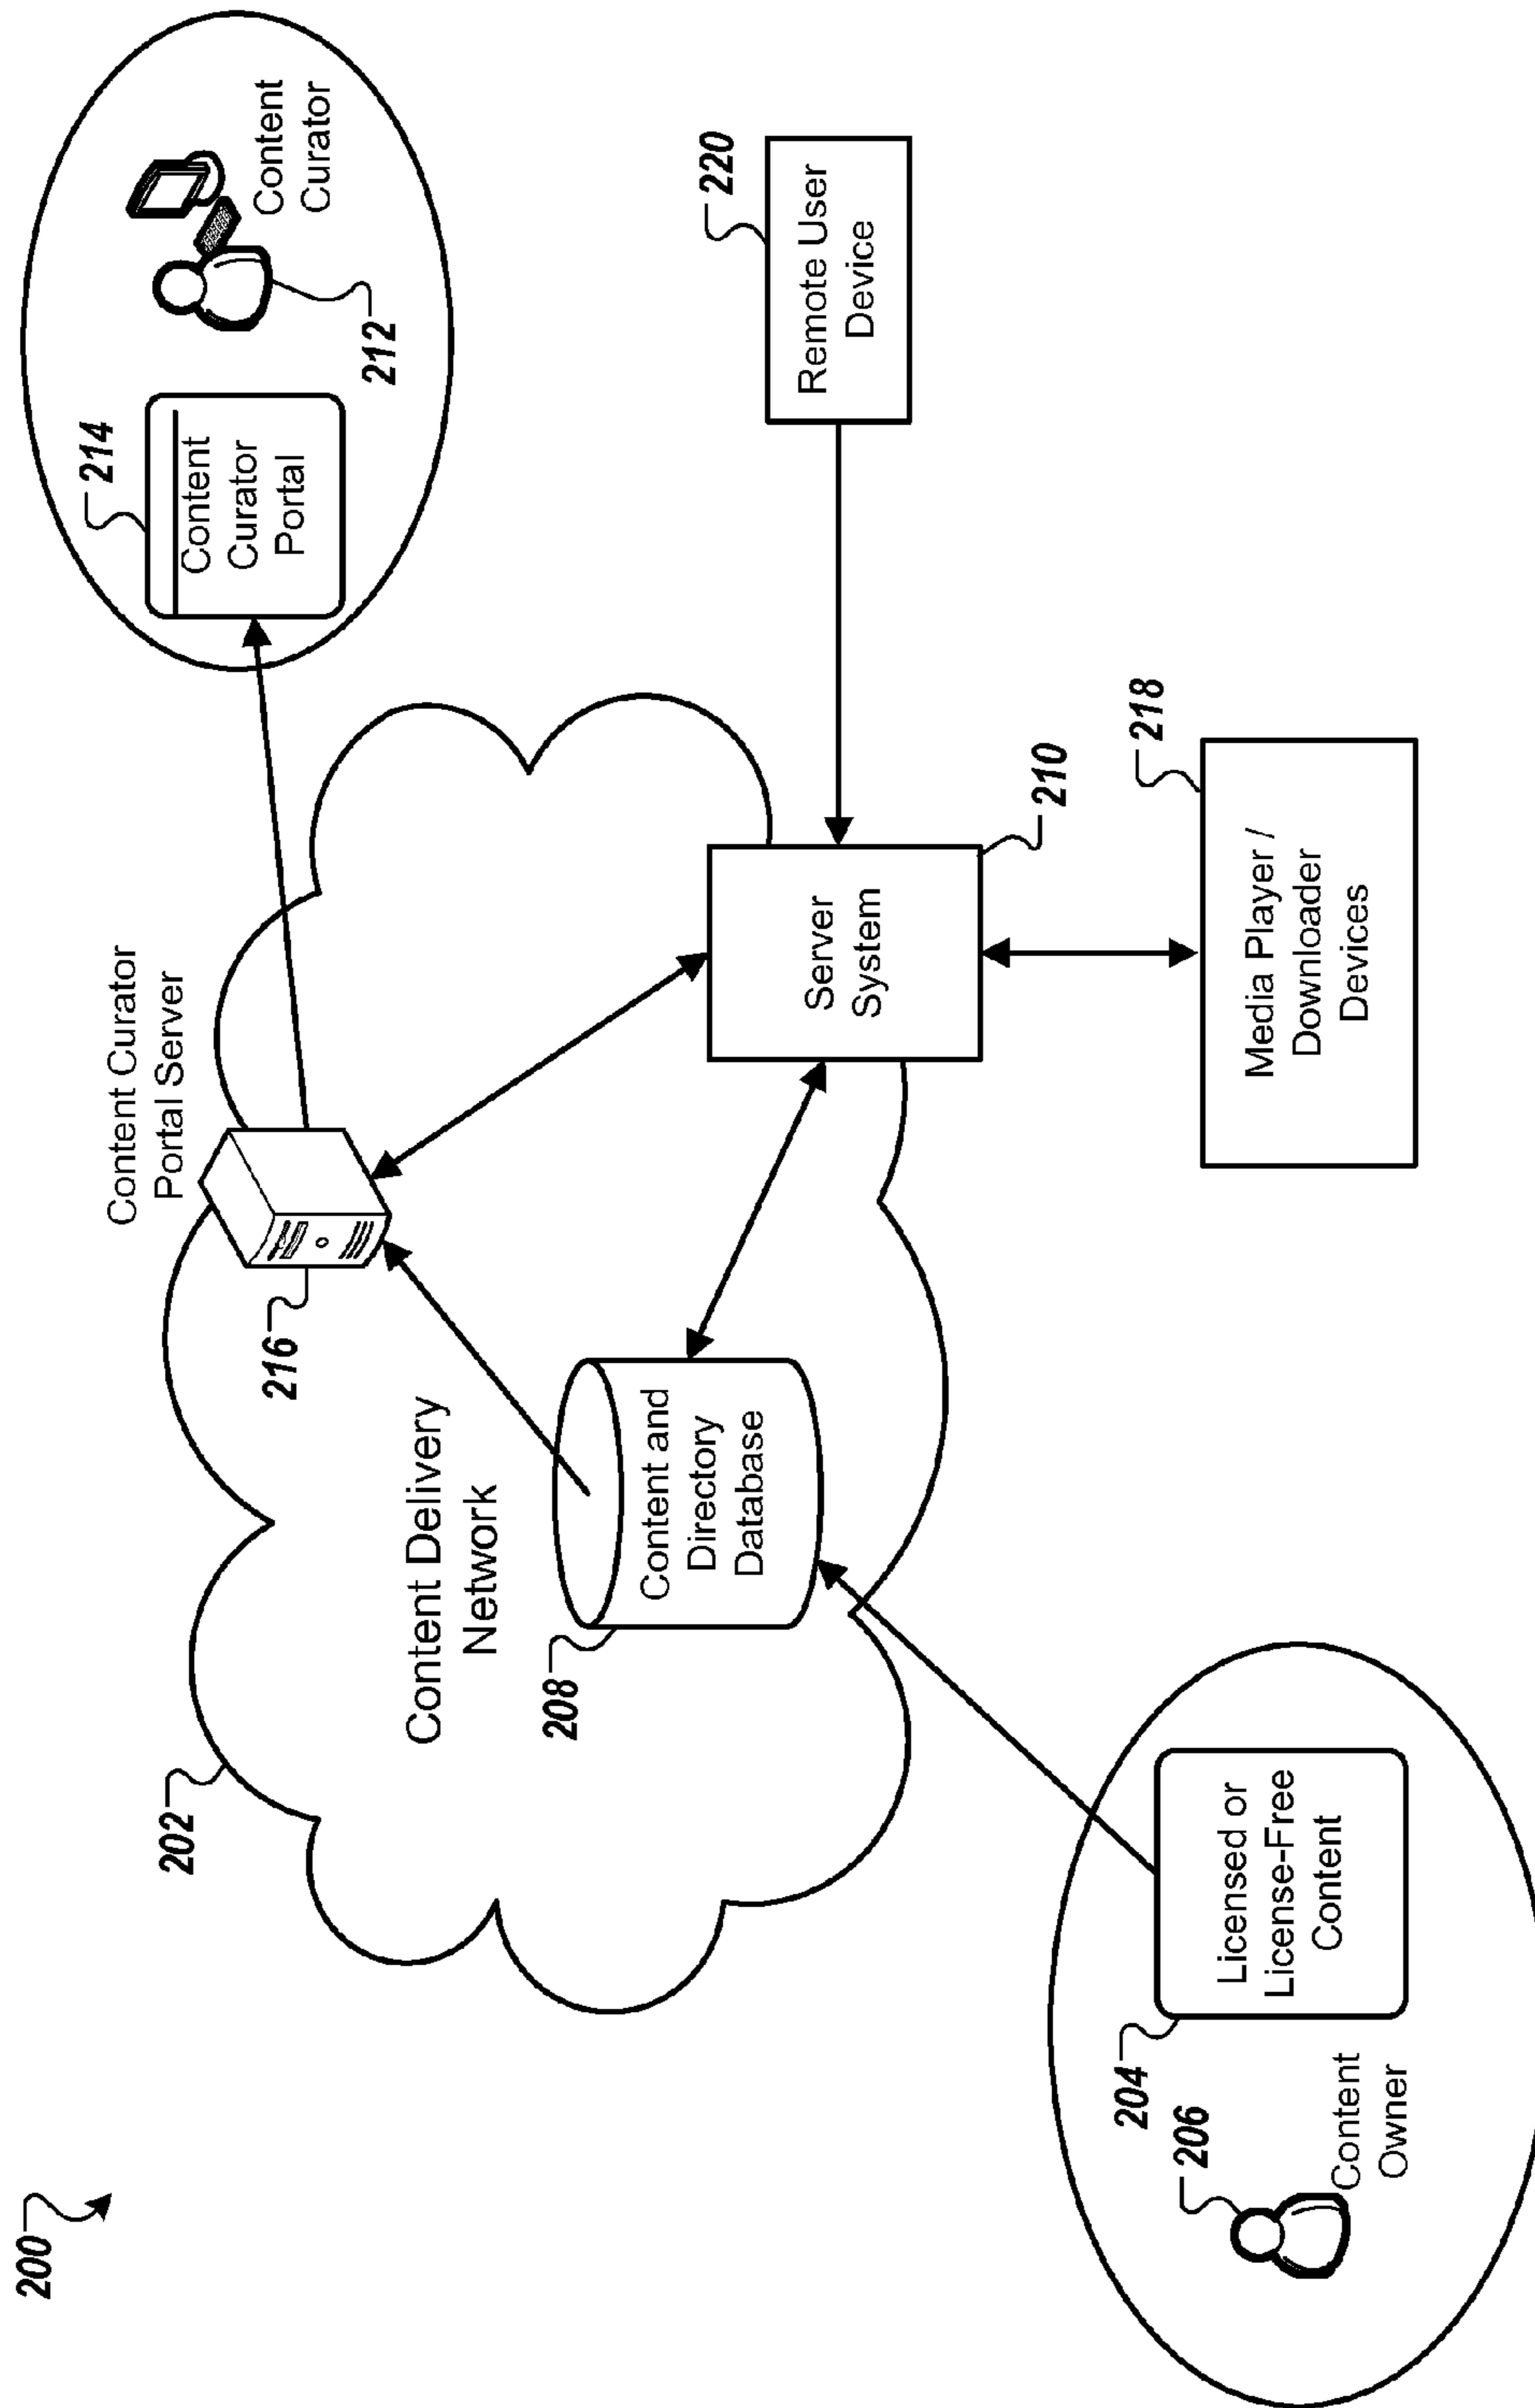 200
202
Content Delivery
Network
Content Curator
Portal Server
216
214
Content
Curator
Portal
Content
Curator
212
208
Content and
Directory
Database
Server
System
210
220
Remote User
Device
218
Media Player /
Downloader
Devices
204
Licensed or
License-Free
Content
206
Content
Owner